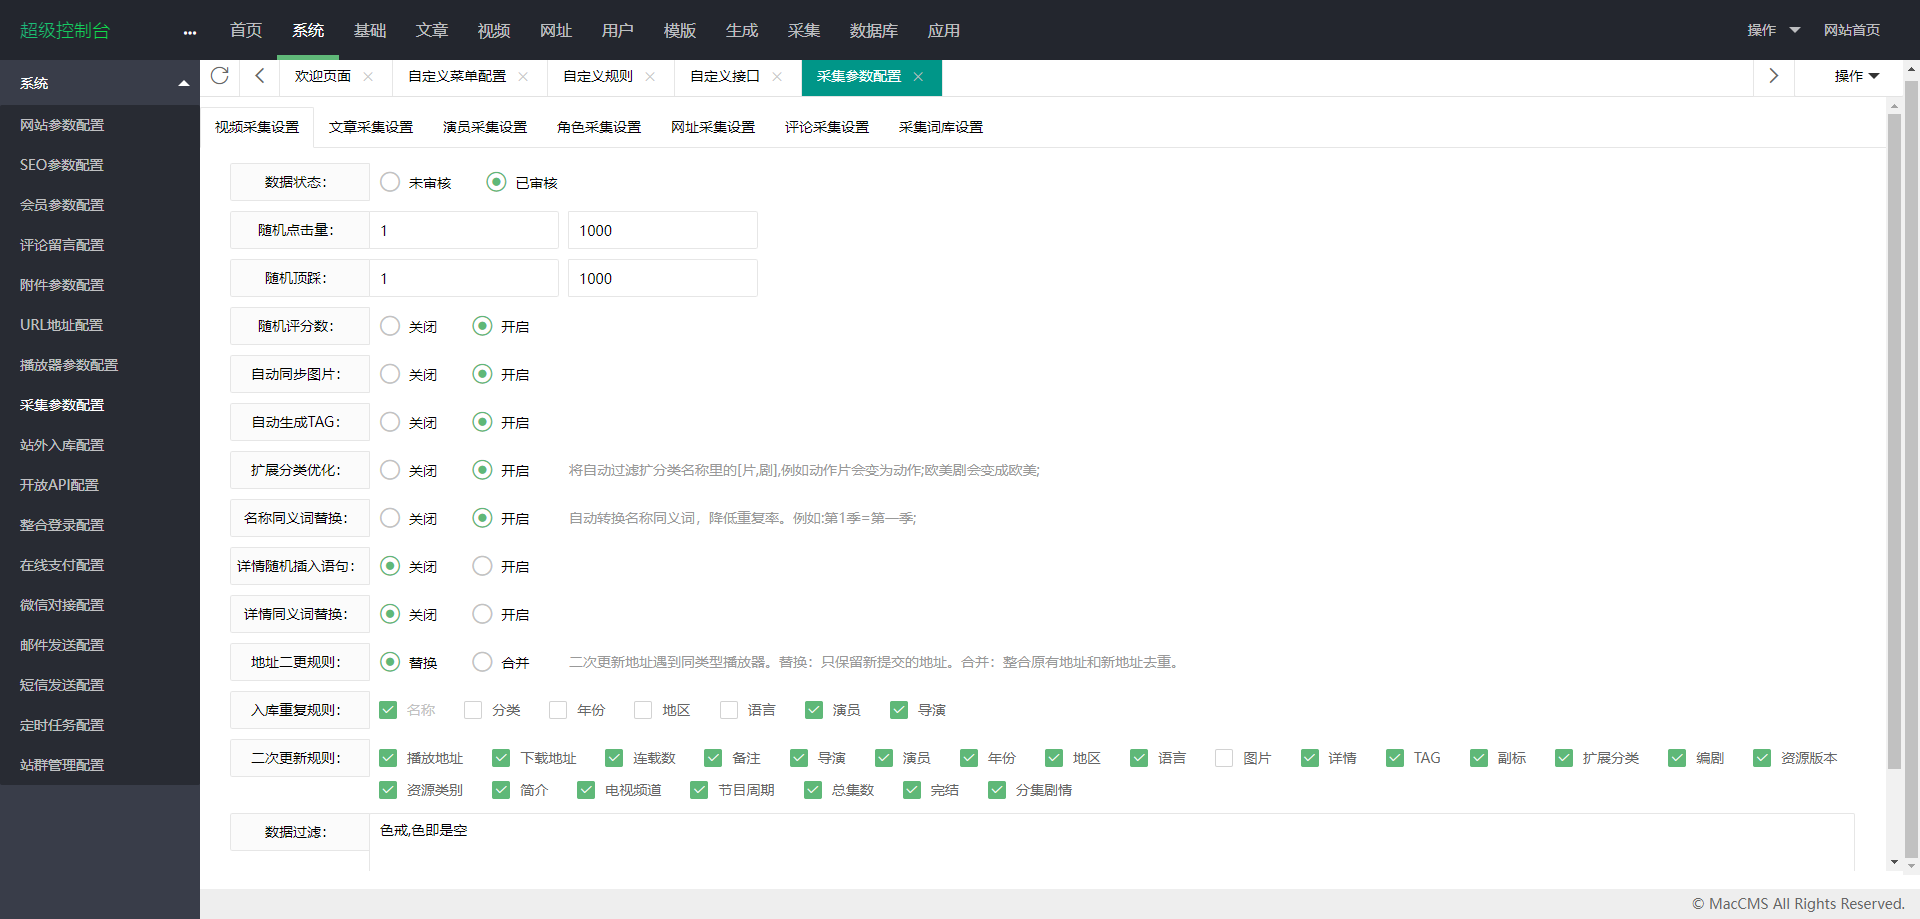 超级控制台 ... 首页 系统 基础 文章 视频 网址 用户 模版 生成 采集 数据库 应用 操作 网站首页
系统
网站参数配置
SEO参数配置
会员参数配置
评论留言配置
附件参数配置
URL地址配置
播放器参数配置
采集参数配置
站外入库配置
开放API配置
整合登录配置
在线支付配置
微信对接配置
邮件发送配置
短信发送配置
定时任务配置
站群管理配置
欢迎页面 自定义菜单配置 自定义规则 自定义接口 采集参数配置 操作
视频采集设置 文章采集设置 演员采集设置 角色采集设置 网址采集设置 评论采集设置 采集词库设置
数据状态： 未审核 已审核
随机点击量： 1 1000
随机顶踩： 1 1000
随机评分数： 关闭 开启
自动同步图片： 关闭 开启
自动生成TAG： 关闭 开启
扩展分类优化： 关闭 开启 将自动过滤扩分类名称里的[片,剧],例如动作片会变为动作;欧美剧会变成欧美;
名称同义词替换： 关闭 开启 自动转换名称同义词，降低重复率。例如:第1季=第一季;
详情随机插入语句： 关闭 开启
详情同义词替换： 关闭 开启
地址二更规则： 替换 合并 二次更新地址遇到同类型播放器。替换：只保留新提交的地址。合并：整合原有地址和新地址去重。
入库重复规则： 名称 分类 年份 地区 语言 演员 导演
二次更新规则： 播放地址 下载地址 连载数 备注 导演 演员 年份 地区 语言 图片 详情 TAG 副标 扩展分类 编剧 资源版本
资源类别 简介 电视频道 节目周期 总集数 完结 分集剧情
数据过滤： 色戒,色即是空
© MacCMS All Rights Reserved.